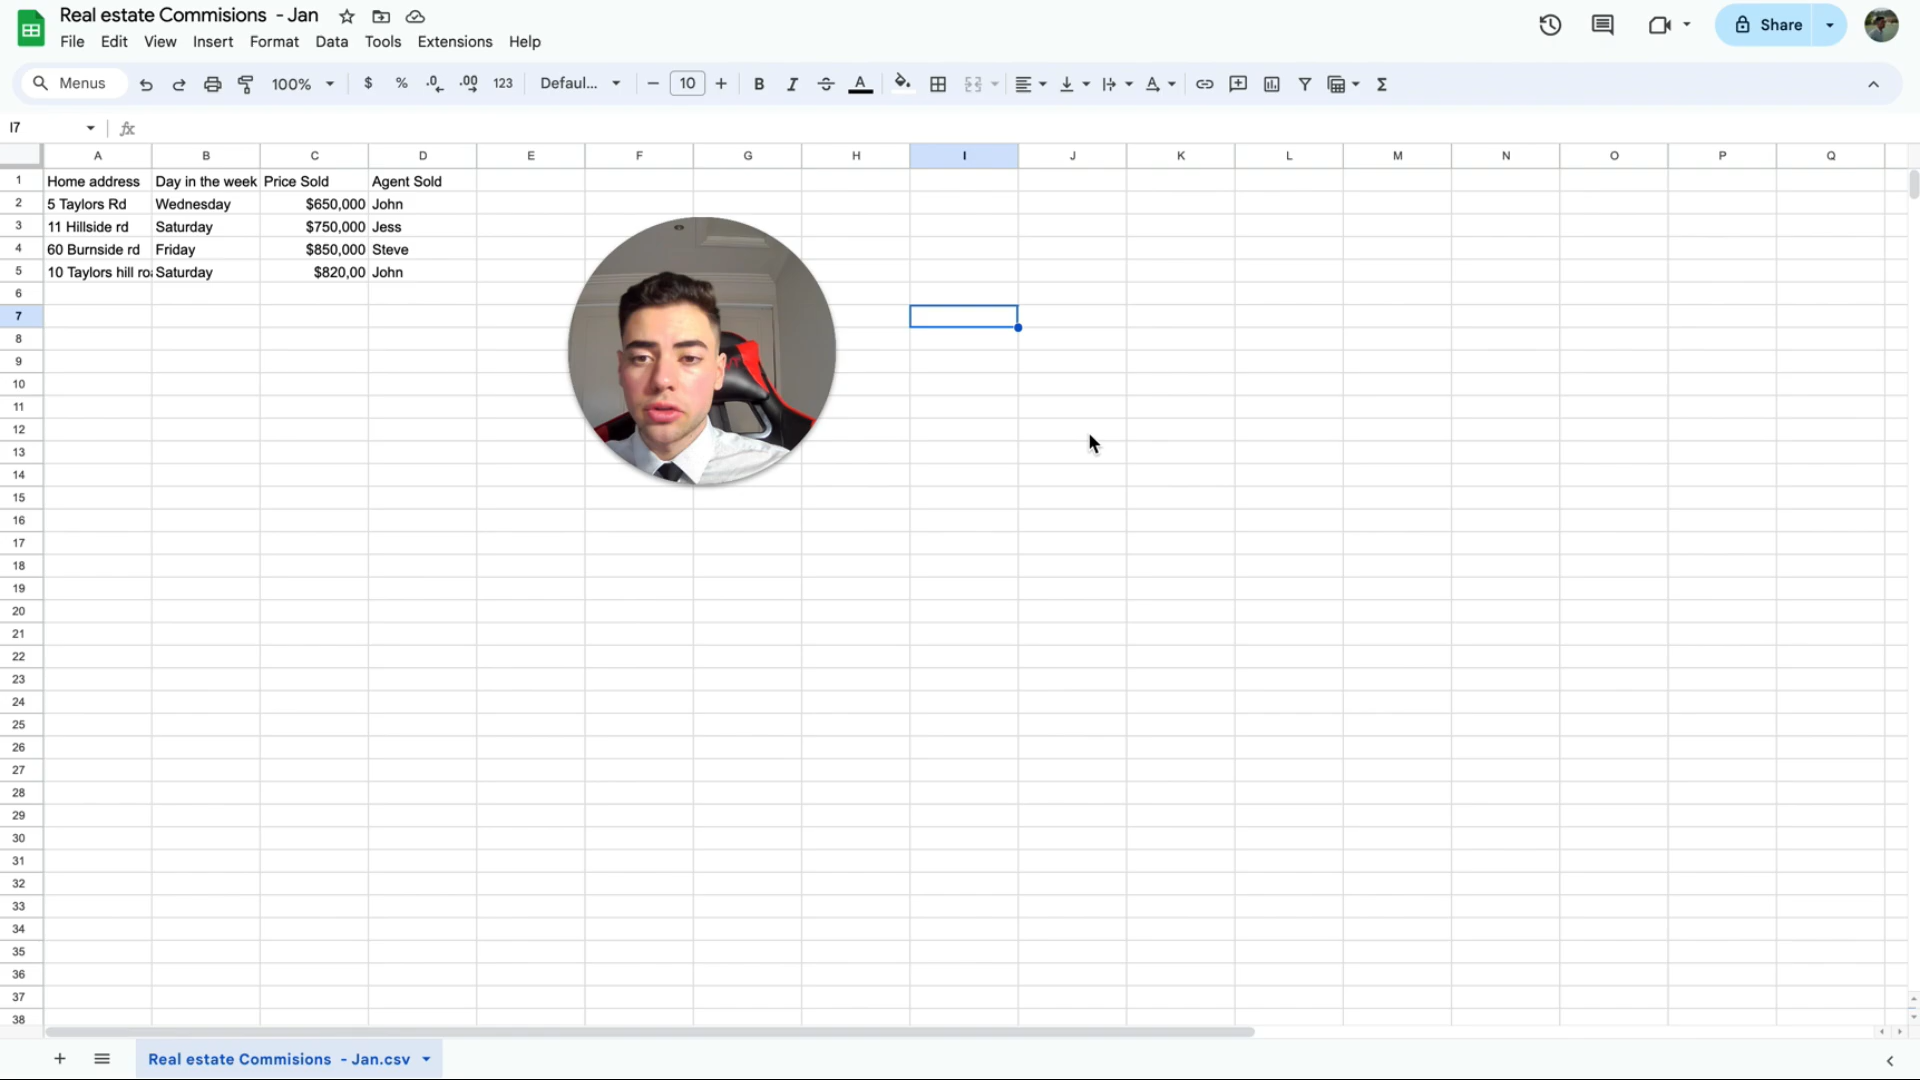 Real estate Commisions - Jan
File Edit View Insert Format Data Tools Extensions Help
Share
Menus 100% $ % .0 .00 123 Defaul... 10 B I A
I7 fx
A B C D E F G H I J K L M N O P Q
1 Home address Day in the week Price Sold Agent Sold
2 5 Taylors Rd Wednesday $650,000 John
3 11 Hillside rd Saturday $750,000 Jess
4 60 Burnside rd Friday $850,000 Steve
5 10 Taylors hill roa Saturday $820,00 John
6
7
8
9
10
11
12
13
14
15
16
17
18
19
20
21
22
23
24
25
26
27
28
29
30
31
32
33
34
35
36
37
38
Real estate Commisions - Jan.csv